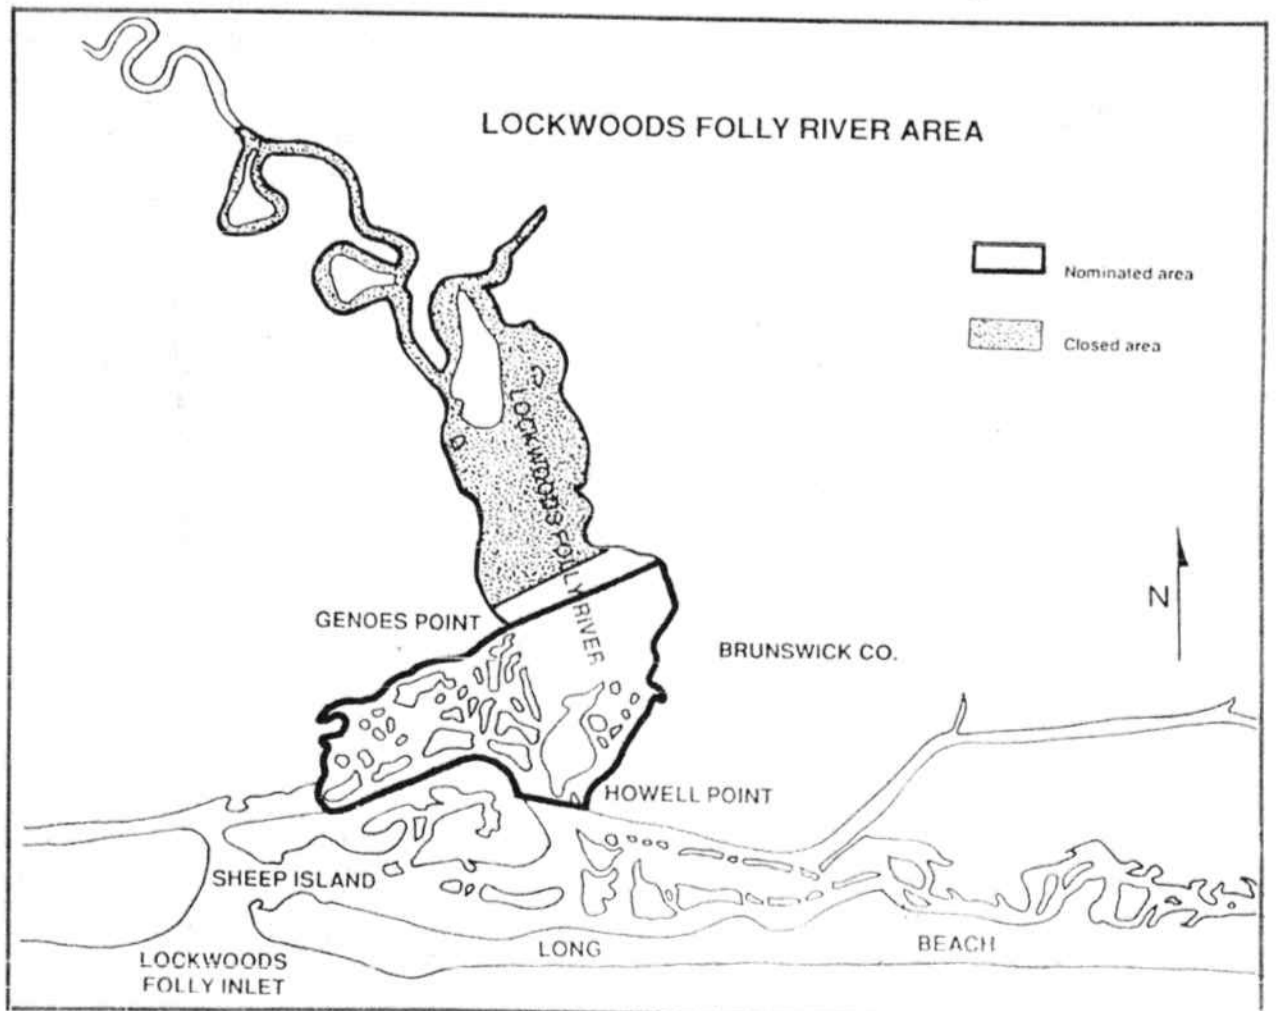 LOCKWOODS FOLLY RIVER AREA
Nominated area
Closed area
LOCKWOODS FOLLY RIVER
N
GENOES POINT
BRUNSWICK CO.
HOWELL POINT
SHEEP ISLAND
LONG
BEACH
LOCKWOODS
FOLLY INLET